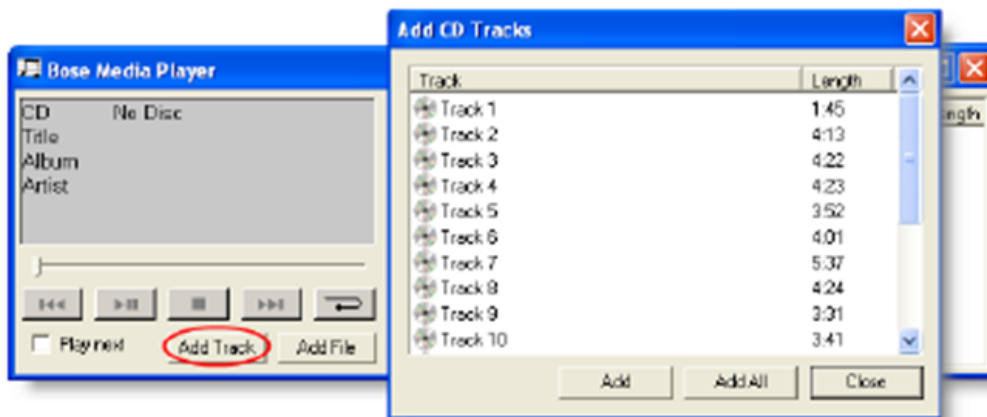 Bose Media Player
CD No Disc
Title
Album
Artist
Play next
Add Track
Add File
Add CD Tracks
Track Length
Track 1 1:45
Track 2 4:13
Track 3 4:22
Track 4 4:23
Track 5 3:52
Track 6 4:01
Track 7 5:37
Track 8 4:24
Track 9 3:31
Track 10 3:41
Add
Add All
Close
ngth